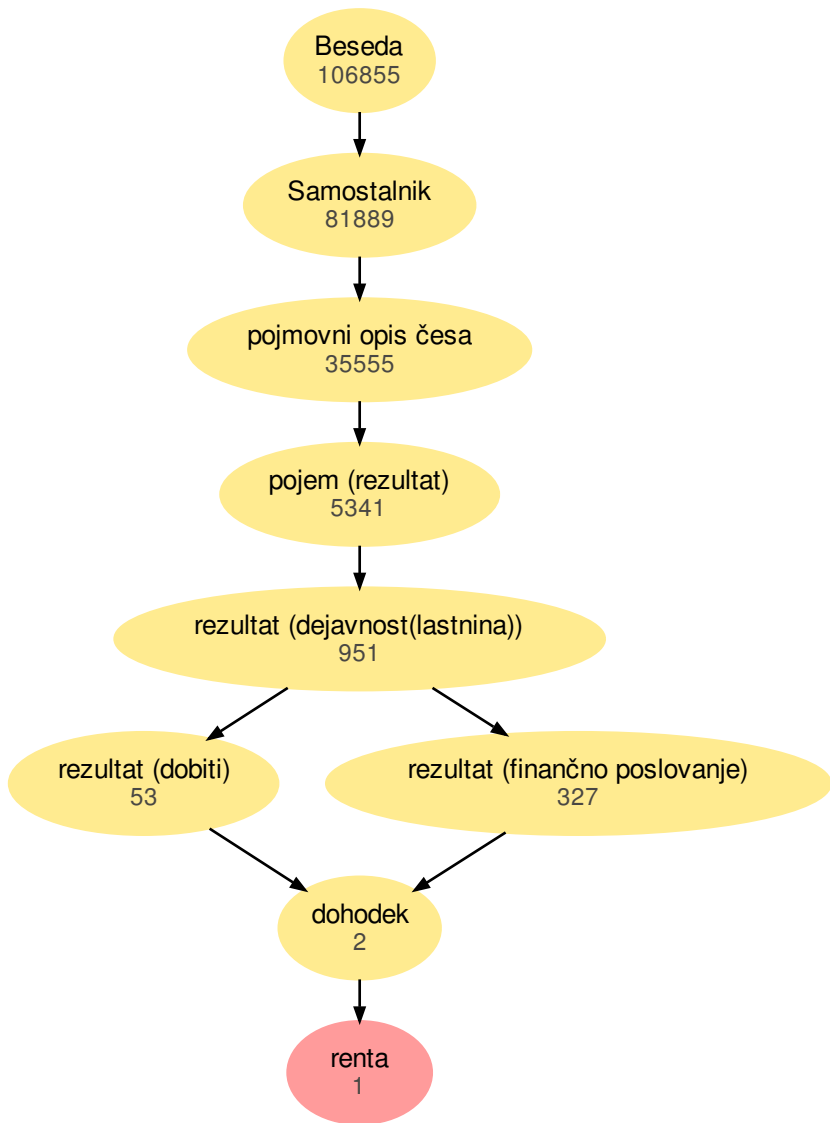 Beseda
106855
Samostalnik
81889
pojmovni opis česa
35555
pojem (rezultat)
5341
rezultat (dejavnost(lastnina))
951
rezultat (dobiti)
53
rezultat (finančno poslovanje)
327
dohodek
2
renta
1